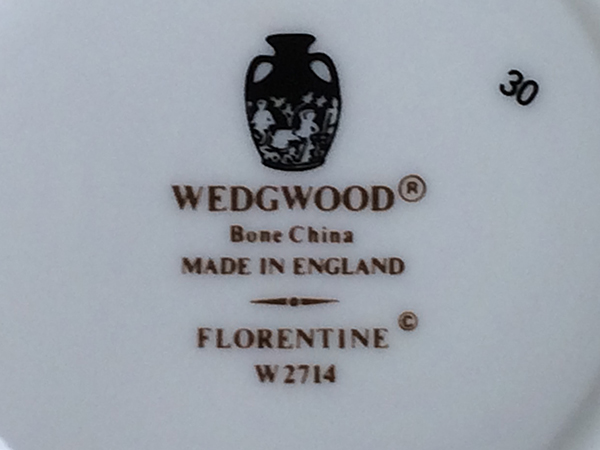 30
WEDGWOOD®
Bone China
MADE IN ENGLAND
FLORENTINE ©
W2714